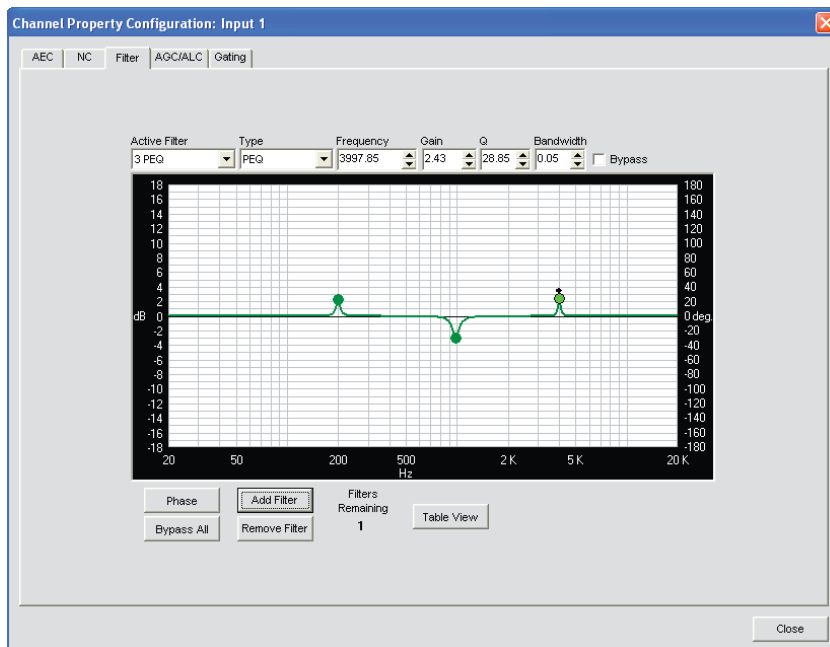 Channel Property Configuration: Input 1
AEC NC Filter AGC/ALC Gating
Active Filter Type Frequency Gain Q Bandwidth
3 PEQ PEQ 3997.85 2.43 28.85 0.05 Bypass
18 180
16 160
14 140
12 120
10 100
8 80
6 60
4 40
2 20
dB 0 0 deg.
-2 -20
-4 -40
-6 -60
-8 -80
-10 -100
-12 -120
-14 -140
-16 -160
-18 -180
20 50 200 500 2 K 5 K 20 K
Hz
Phase Add Filter Filters
Remaining
Bypass All Remove Filter 1 Table View
Close